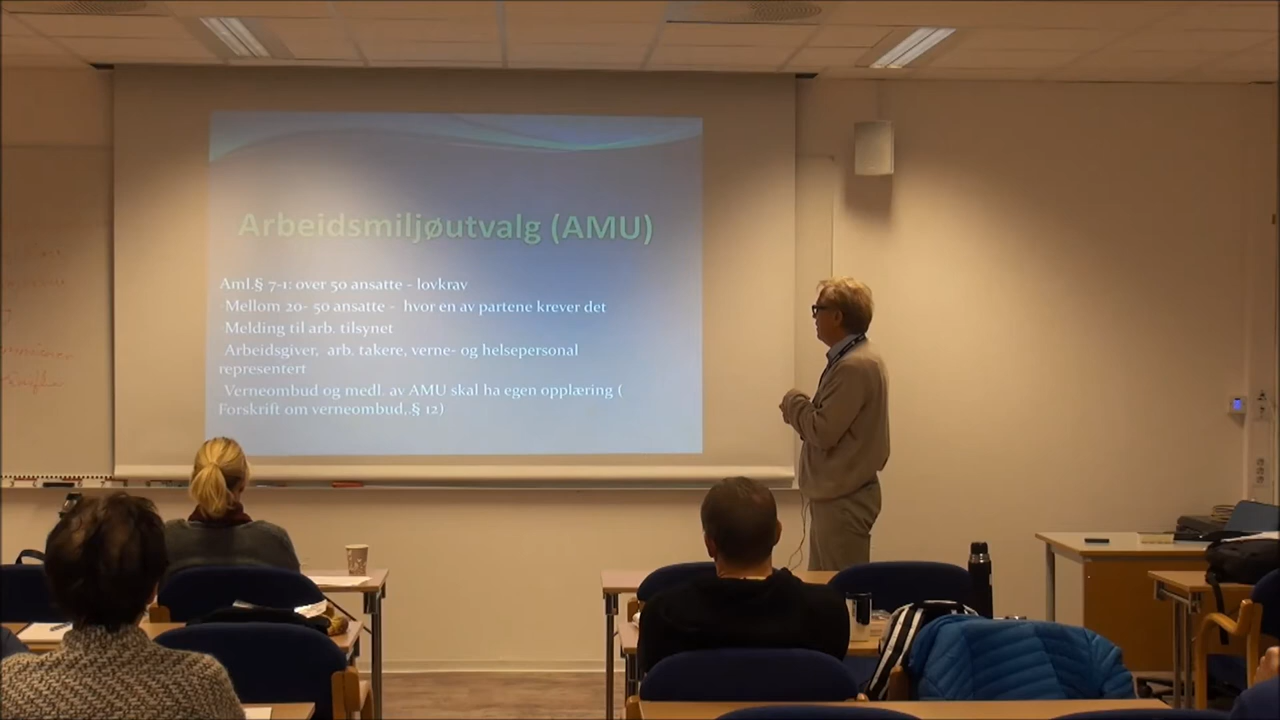 Arbeidsmiljøutvalg (AMU)
Aml.§ 7-1: over 50 ansatte - lovkrav
Mellom 20- 50 ansatte - hvor en av partene krever det
Melding til arb. tilsynet
Arbeidsgiver, arb. takere, verne- og helsepersonal
representert
Verneombud og medl. av AMU skal ha egen opplæring (
Forskrift om verneombud,.§ 12)